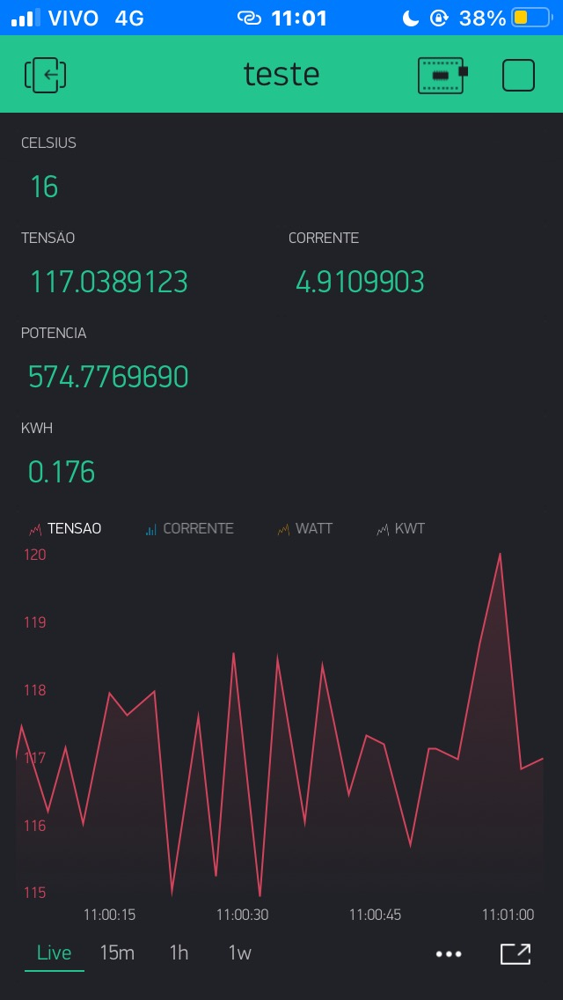 VIVO 4G 11:01 38%
teste
CELSIUS
16
TENSÃO CORRENTE
117.0389123 4.9109903
POTENCIA
574.7769690
KWH
0.176
TENSAO CORRENTE WATT KWT
120
119
118
117
116
115
11:00:15 11:00:30 11:00:45 11:01:00
Live 15m 1h 1w